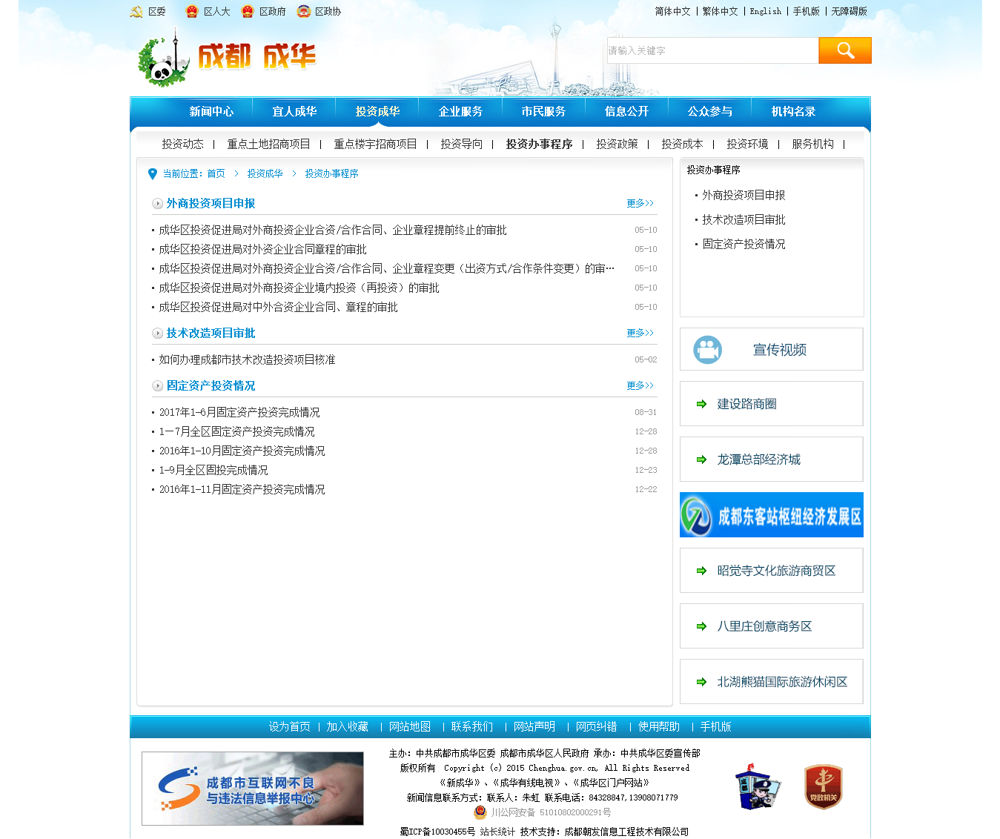 区委 区人大 区政府 区政协
简体中文 | 繁体中文 | English | 手机版 | 无障碍版
成都 成华
请输入关键字
新闻中心 宜人成华 投资成华 企业服务 市民服务 信息公开 公众参与 机构名录
投资动态 | 重点土地招商项目 | 重点楼宇招商项目 | 投资导向 | 投资办事程序 | 投资政策 | 投资成本 | 投资环境 | 服务机构 |
当前位置：首页 > 投资成华 > 投资办事程序
外商投资项目申报 更多>>
成华区投资促进局对外商投资企业合资/合作合同、企业章程提前终止的审批 05-10
成华区投资促进局对外资企业合同章程的审批 05-10
成华区投资促进局对外商投资企业合资/合作合同、企业章程变更（出资方式/合作条件变更）的审… 05-10
成华区投资促进局对外商投资企业境内投资（再投资）的审批 05-10
成华区投资促进局对中外合资企业合同、章程的审批 05-10
技术改造项目审批 更多>>
如何办理成都市技术改造投资项目核准 05-02
固定资产投资情况 更多>>
2017年1-6月固定资产投资完成情况 08-31
1—7月全区固定资产投资完成情况 12-28
2016年1-10月固定资产投资完成情况 12-28
1-9月全区固投完成情况 12-23
2016年1-11月固定资产投资完成情况 12-22
投资办事程序
外商投资项目申报
技术改造项目审批
固定资产投资情况
宣传视频
建设路商圈
龙潭总部经济城
成都东客站枢纽经济发展区
昭觉寺文化旅游商贸区
八里庄创意商务区
北湖熊猫国际旅游休闲区
设为首页 | 加入收藏 | 网站地图 | 联系我们 | 网站声明 | 网页纠错 | 使用帮助 | 手机版
成都市互联网不良
与违法信息举报中心
主办：中共成都市成华区委 成都市成华区人民政府 承办：中共成华区委宣传部
版权所有 Copyright (c) 2015 Chenghua.gov.cn, All Rights Reserved
《新成华》、《成华有线电视》、《成华区门户网站》
新闻信息联系方式：联系人：朱虹 联系电话：84328847,13908071779
川公网安备 51010802000291号
蜀ICP备10030455号 站长统计 技术支持：成都朝发信息工程技术有限公司
党政机关